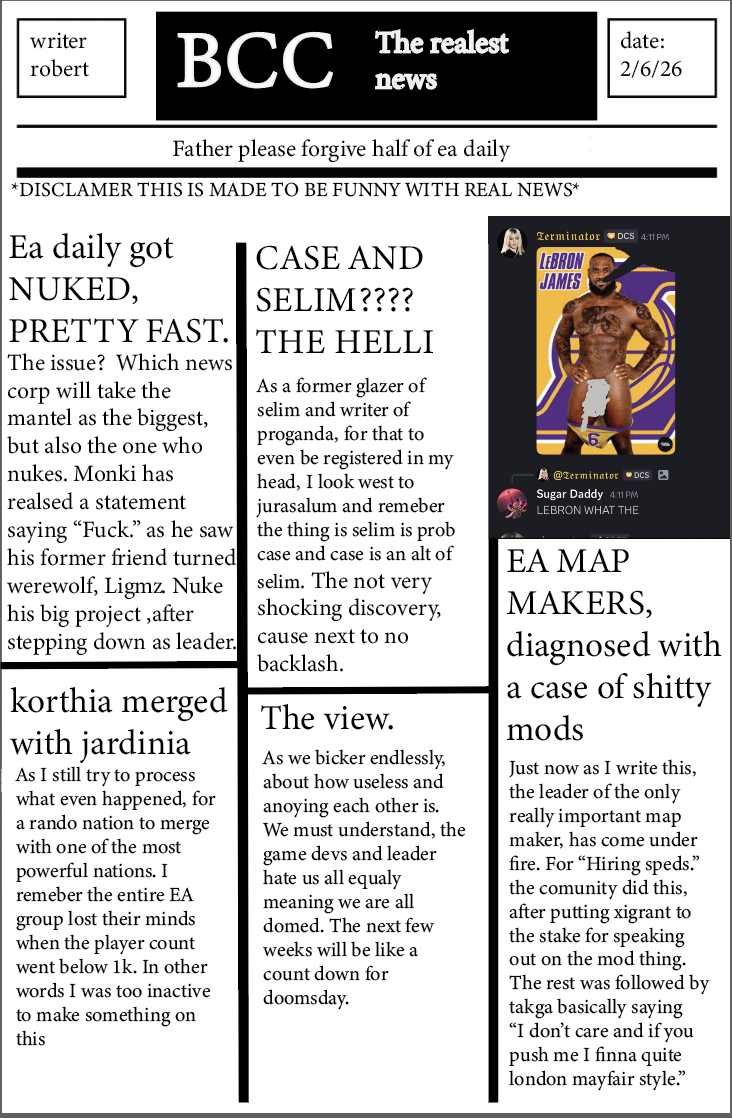 writer
robert
BCC
The realest
news
date:
2/6/26
Father please forgive half of ea daily
*DISCLAMER THIS IS MADE TO BE FUNNY WITH REAL NEWS*
Ea daily got
NUKED,
PRETTY FAST.
The issue?  Which news
corp will take the
mantel as the biggest,
but also the one who
nukes. Monki has
realsed a statement
saying “Fuck.” as he saw
his former friend turned
werewolf, Ligmz. Nuke
his big project ,after
stepping down as leader.
korthia merged
with jardinia
As I still try to process
what even happened, for
a rando nation to merge
with one of the most
powerful nations. I
remeber the entire EA
group lost their minds
when the player count
went below 1k. In other
words I was too inactive
to make something on
this
CASE AND
SELIM????
THE HELLI
As a former glazer of
selim and writer of
proganda, for that to
even be registered in my
head, I look west to
jurasalum and remeber
the thing is selim is prob
case and case is an alt of
selim. The not very
shocking discovery,
cause next to no
backlash.
The view.
As we bicker endlessly,
about how useless and
anoying each other is.
We must understand, the
game devs and leader
hate us all equaly
meaning we are all
domed. The next few
weeks will be like a
count down for
doomsday.
Terminator DCS 4:11 PM
LEBRON
JAMES
6
@Terminator DCS
Sugar Daddy 4:11 PM
LEBRON WHAT THE
EA MAP
MAKERS,
diagnosed with
a case of shitty
mods
Just now as I write this,
the leader of the only
really important map
maker, has come under
fire. For “Hiring speds.”
the comunity did this,
after putting xigrant to
the stake for speaking
out on the mod thing.
The rest was followed by
takga basically saying
“I don’t care and if you
push me I finna quite
london mayfair style.”